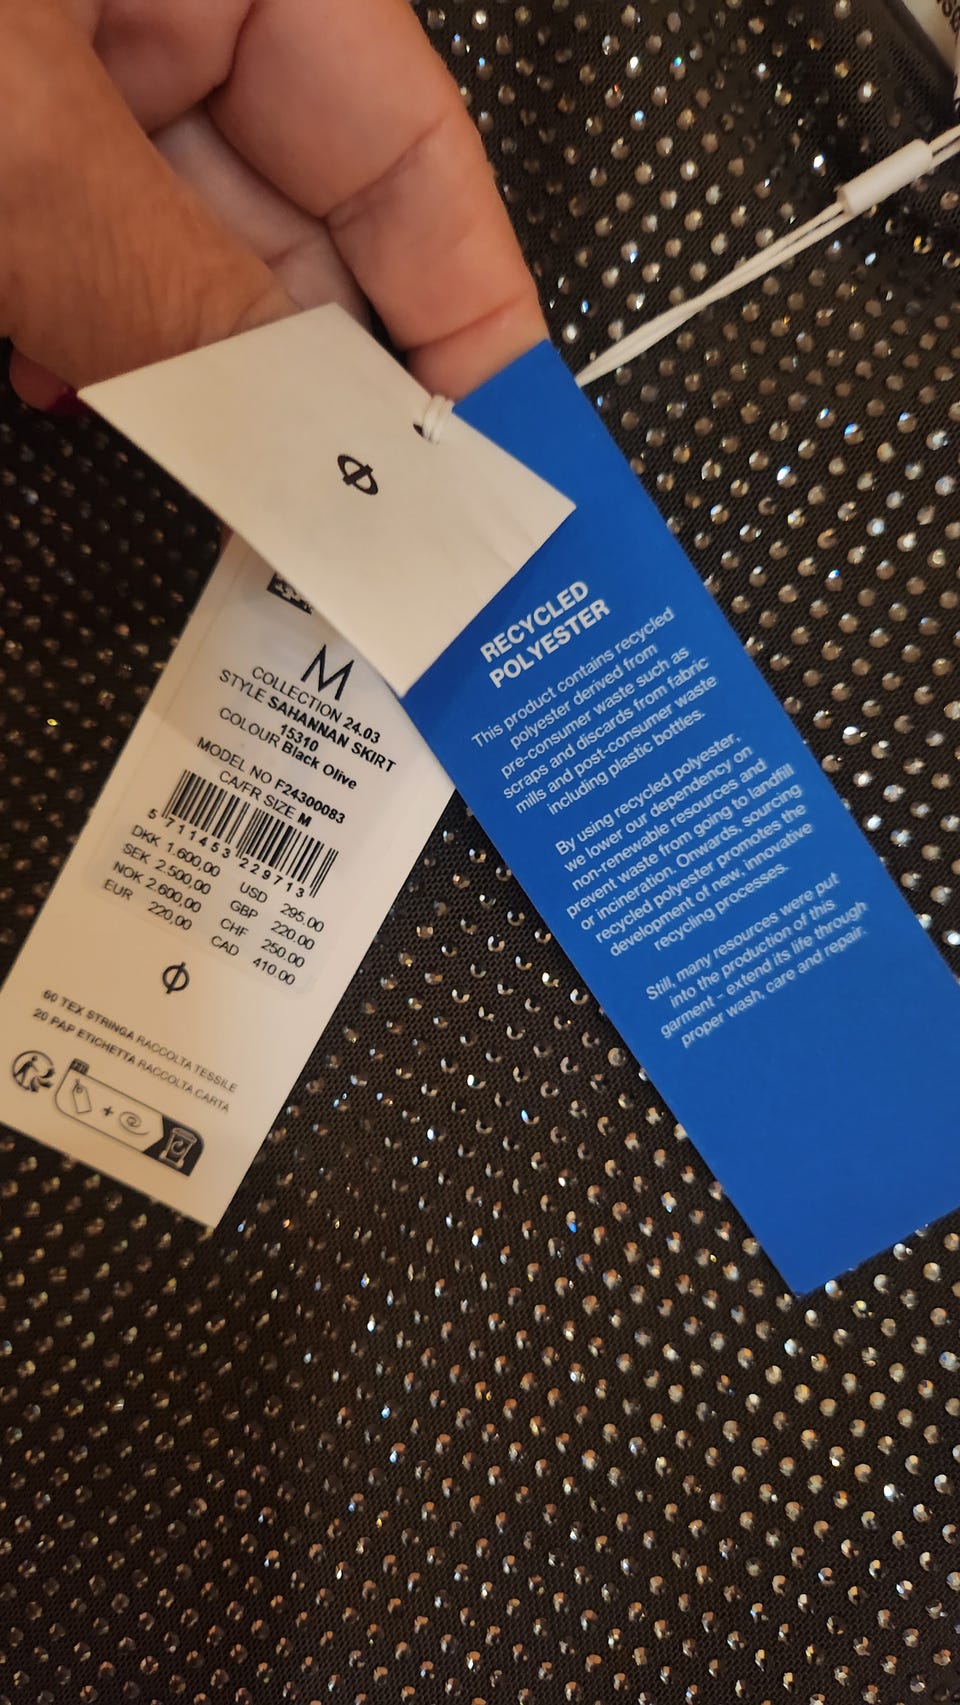 M
COLLECTION 24.03
STYLE SAHANNAN SKIRT
15310
COLOUR Black Olive
MODEL NO F24300083
CA/FR SIZE M
5 711453 229713
DKK 1.600,00
SEK 2.500,00
NOK 2.600,00
EUR 220,00
USD 295.00
GBP 220.00
CHF 250.00
CAD 410.00
60 TEX STRINGA RACCOLTA TESSILE
20 PAP ETICHETTA RACCOLTA CARTA
FR
+
RECYCLED
POLYESTER
This product contains recycled
polyester derived from
pre-consumer waste such as
scraps and discards from fabric
mills and post-consumer waste
including plastic bottles.
By using recycled polyester,
we lower our dependency on
non-renewable resources and
prevent waste from going to landfill
or incineration. Onwards, sourcing
recycled polyester promotes the
development of new, innovative
recycling processes.
Still, many resources were put
into the production of this
garment - extend its life through
proper wash, care and repair.